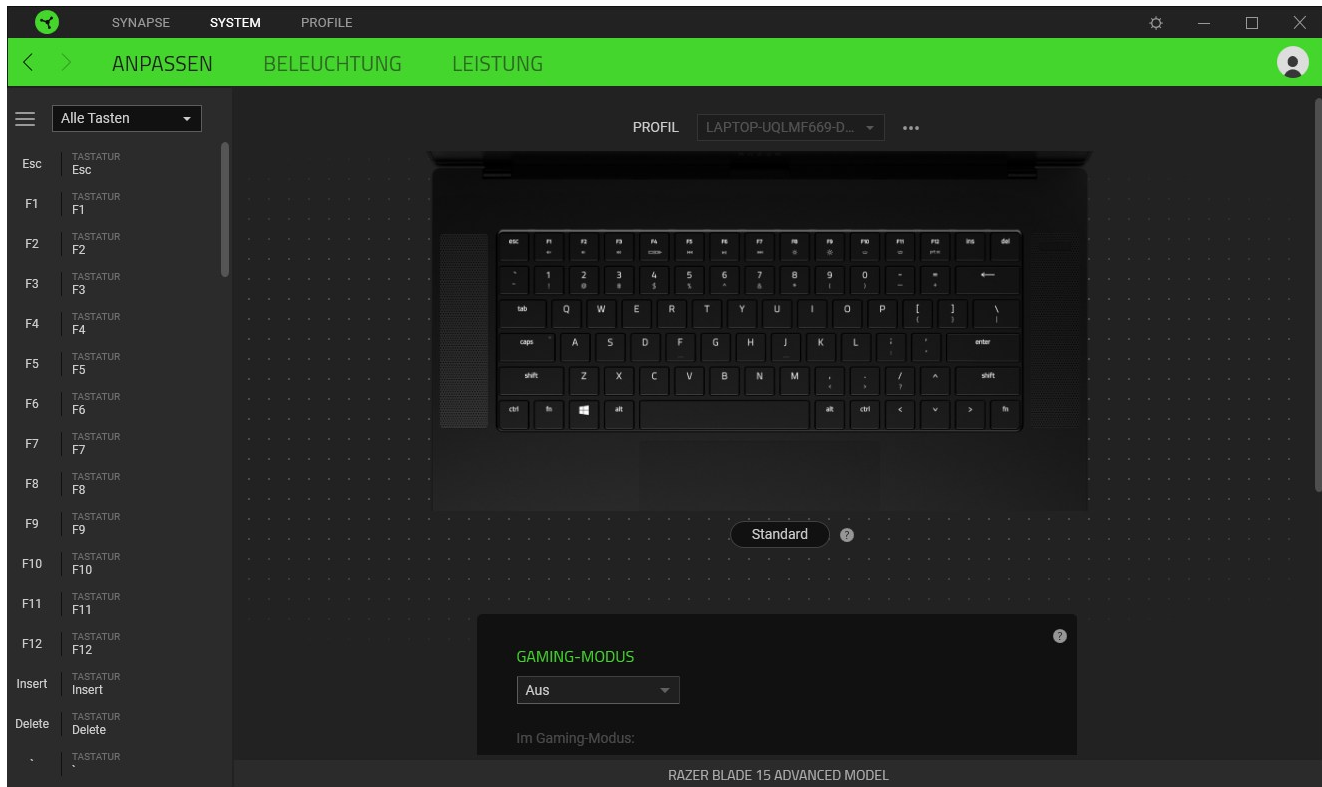 SYNAPSE SYSTEM PROFILE
ANPASSEN BELEUCHTUNG LEISTUNG
Alle Tasten
PROFIL LAPTOP-UQLMF669-D...
Esc TASTATUR
Esc
F1 TASTATUR
F1
F2 TASTATUR
F2
F3 TASTATUR
F3
F4 TASTATUR
F4
F5 TASTATUR
F5
F6 TASTATUR
F6
F7 TASTATUR
F7
F8 TASTATUR
F8
F9 TASTATUR
F9
F10 TASTATUR
F10
F11 TASTATUR
F11
F12 TASTATUR
F12
Insert TASTATUR
Insert
Delete TASTATUR
Delete
` TASTATUR
`
esc F1 F2 F3 F4 F5 F6 F7 F8 F9 F10 F11 F12 ins del
1 2 3 4 5 6 7 8 9 0 - =
tab Q W E R T Y U I O P [ ] \
caps A S D F G H J K L ; ' enter
shift Z X C V B N M , . / ^ shift
ctrl fn alt alt ctrl < v > fn
Standard ?
?
GAMING-MODUS
Aus
Im Gaming-Modus:
RAZER BLADE 15 ADVANCED MODEL